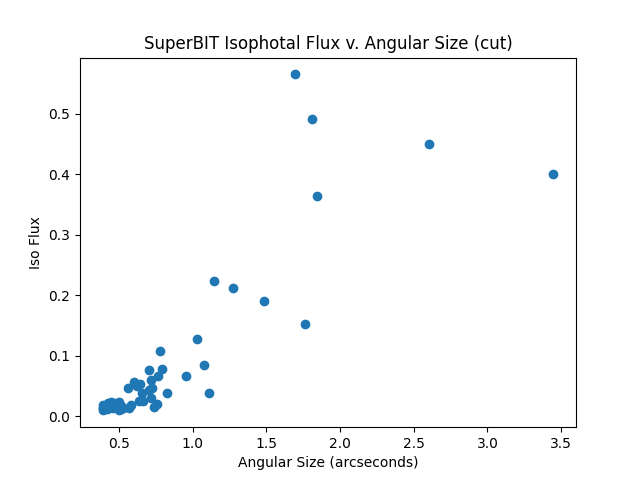 SuperBIT Isophotal Flux v. Angular Size (cut)
0.5
0.4
0.3
0.2
0.1
0.0
Iso Flux
0.5 1.0 1.5 2.0 2.5 3.0 3.5
Angular Size (arcseconds)